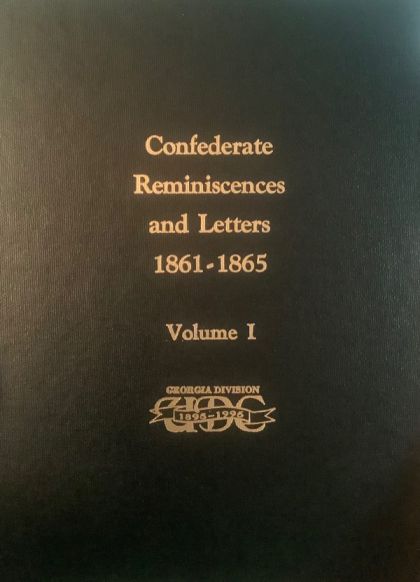 Confederate
Reminiscences
and Letters
1861-1865
Volume I
GEORGIA DIVISION
UDC
1895-1995